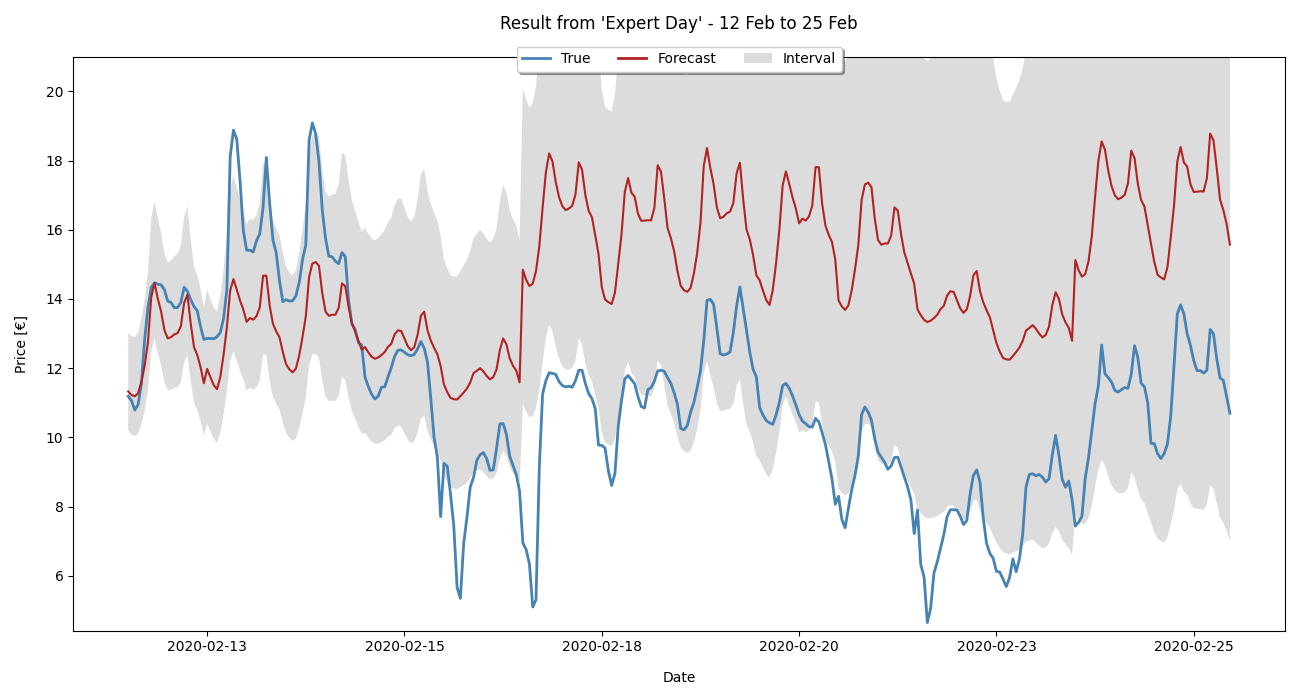 Result from 'Expert Day' - 12 Feb to 25 Feb
True Forecast Interval
20
18
16
14
12
10
8
6
Price [€]
2020-02-13 2020-02-15 2020-02-18 2020-02-20 2020-02-23 2020-02-25
Date